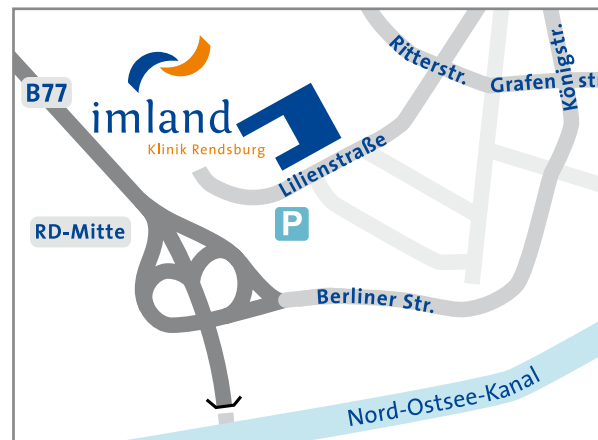 Ritterstr.
Grafen str
Königstr.
B77
imland
Klinik Rendsburg
Lilienstraße
RD-Mitte
P
Berliner Str.
Nord-Ostsee-Kanal